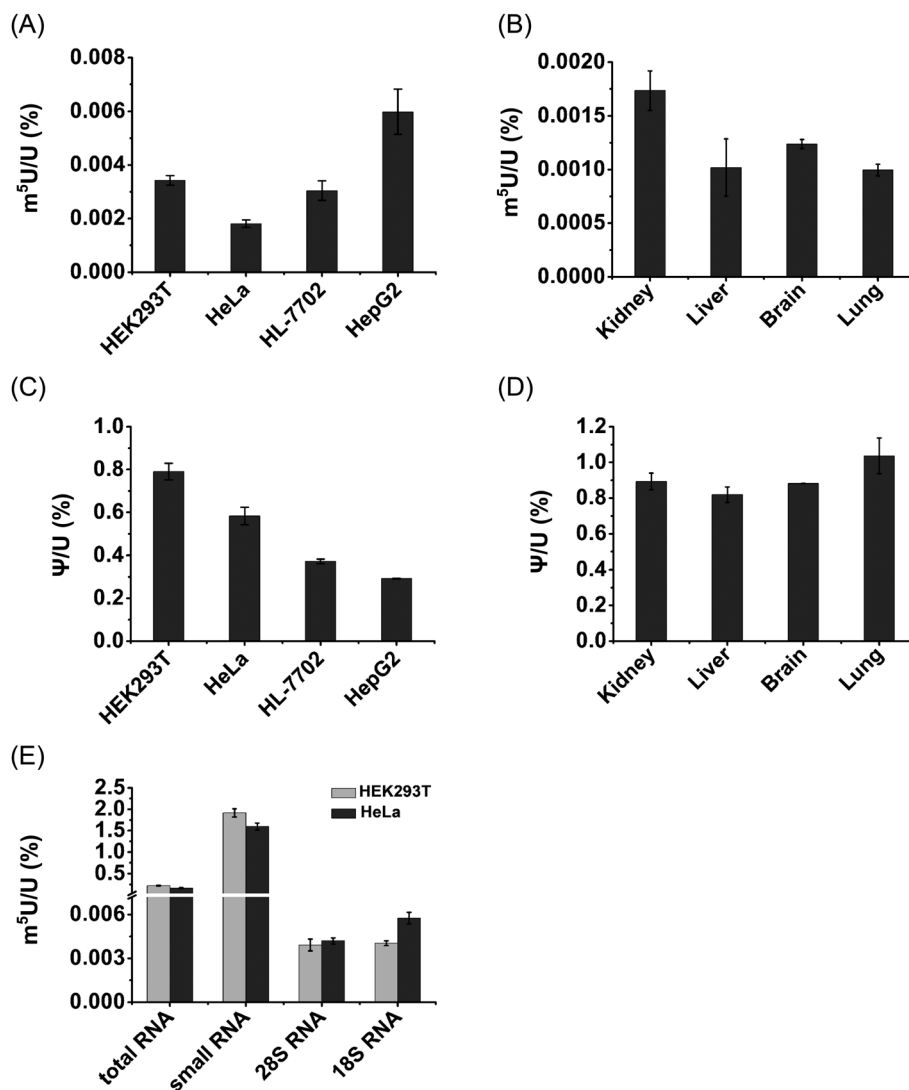 (A)
m⁵U/U (%)
0.008
0.006
0.004
0.002
0.000
HEK293T
HeLa
HL-7702
HepG2
(B)
m⁵U/U (%)
0.0020
0.0015
0.0010
0.0005
0.0000
Kidney
Liver
Brain
Lung
(C)
Ψ/U (%)
1.0
0.8
0.6
0.4
0.2
0.0
HEK293T
HeLa
HL-7702
HepG2
(D)
Ψ/U (%)
1.2
1.0
0.8
0.6
0.4
0.2
0.0
Kidney
Liver
Brain
Lung
(E)
m⁵U/U (%)
2.5
2.0
1.5
1.0
0.5
0.006
0.003
0.000
HEK293T
HeLa
total RNA
small RNA
28S RNA
18S RNA